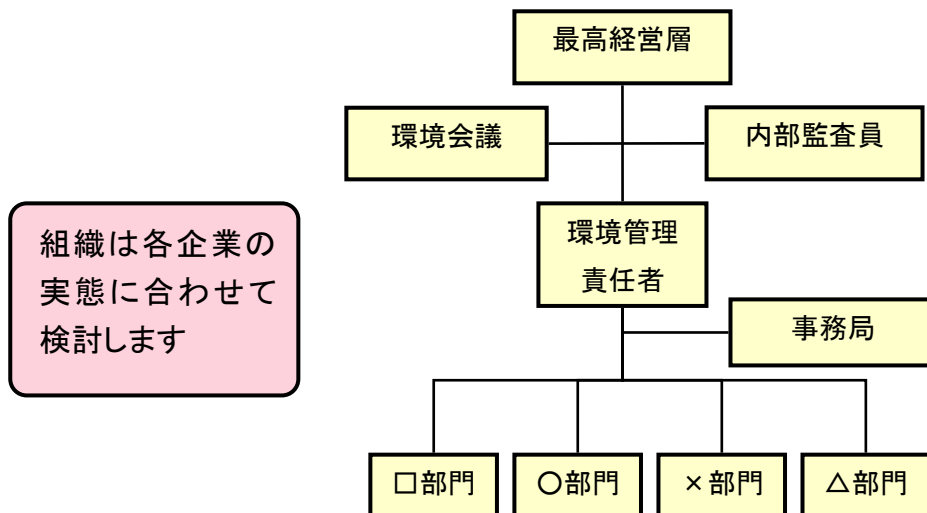 最高経営層
環境会議
内部監査員
組織は各企業の
実態に合わせて
検討します
環境管理
責任者
事務局
□部門
○部門
×部門
△部門